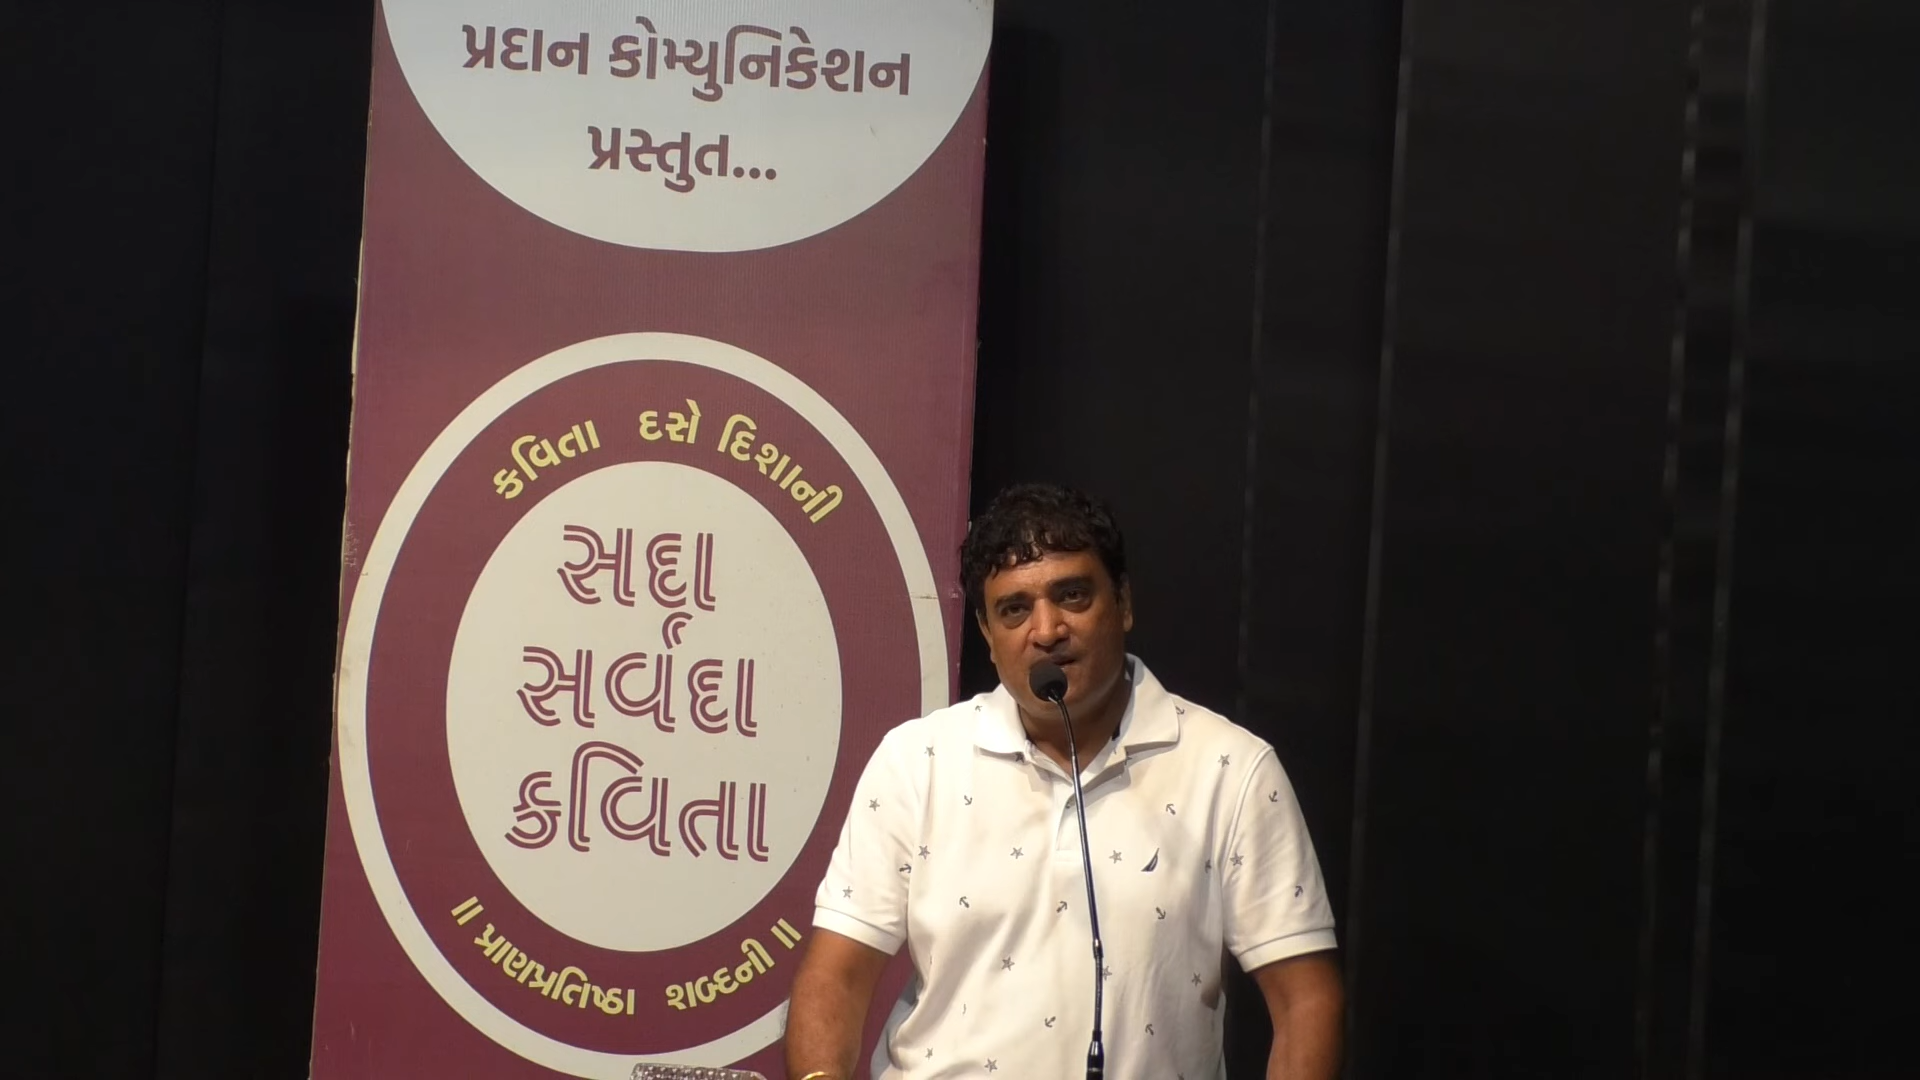 પ્રદાન કોમ્યુનિકેશન
પ્રસ્તુત...
કવિતા દસે દિશાની
સદા
સર્વદા
કવિતા
॥ પ્રાણપ્રતિષ્ઠા શબ્દની ॥